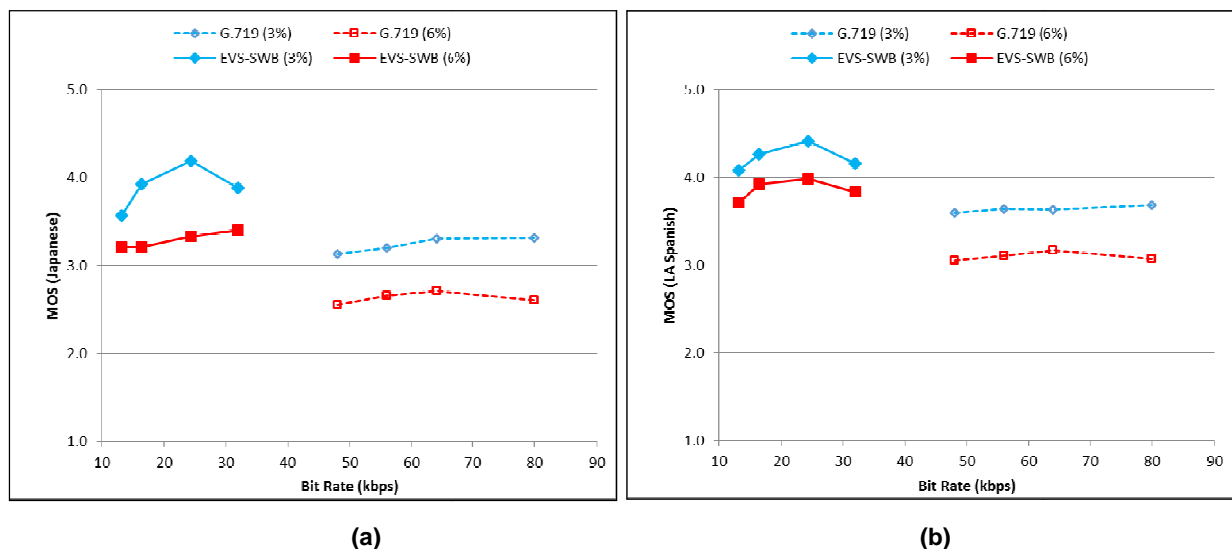 G.719 (3%) G.719 (6%)
EVS-SWB (3%) EVS-SWB (6%)
5.0
4.0
3.0
2.0
1.0
MOS (Japanese)
10 20 30 40 50 60 70 80 90
Bit Rate (kbps)
(a)
G.719 (3%) G.719 (6%)
EVS-SWB (3%) EVS-SWB (6%)
5.0
4.0
3.0
2.0
1.0
MOS (LA Spanish)
10 20 30 40 50 60 70 80 90
Bit Rate (kbps)
(b)